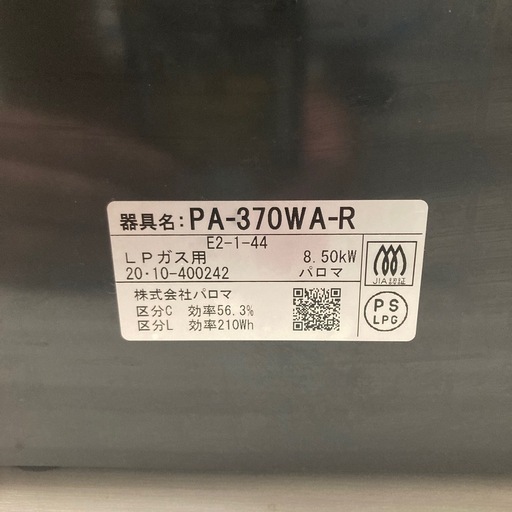 器具名：PA-370WA-R
E2-1-44
LPガス用 8.50kW
20・10-400242 パロマ
株式会社パロマ
区分C 効率56.3%
区分L 効率210Wh
JIA認証
PS
LPG